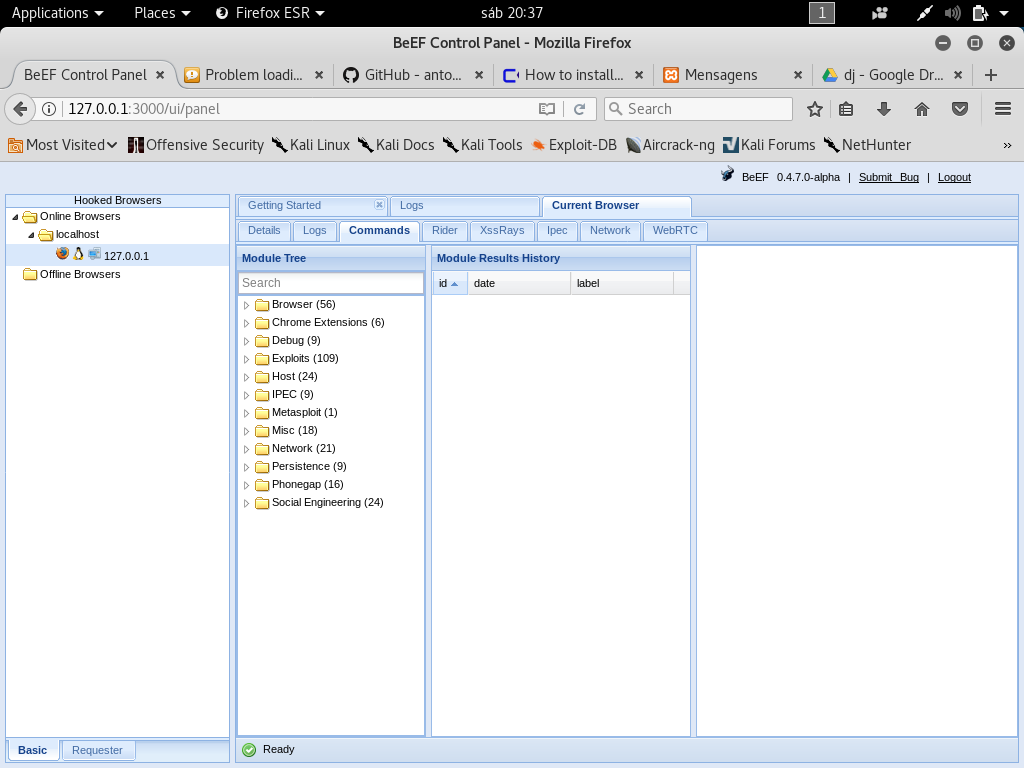 Applications Places Firefox ESR sáb 20:37 1
BeEF Control Panel - Mozilla Firefox
BeEF Control Panel Problem loadi... GitHub - anto... How to install... Mensagens dj - Google Dr...
127.0.0.1:3000/ui/panel Search
Most Visited Offensive Security Kali Linux Kali Docs Kali Tools Exploit-DB Aircrack-ng Kali Forums NetHunter »
BeEF 0.4.7.0-alpha | Submit Bug | Logout
Hooked Browsers
Online Browsers
localhost
127.0.0.1
Offline Browsers
Getting Started Logs Current Browser
Details Logs Commands Rider XssRays Ipec Network WebRTC
Module Tree
Search
Browser (56)
Chrome Extensions (6)
Debug (9)
Exploits (109)
Host (24)
IPEC (9)
Metasploit (1)
Misc (18)
Network (21)
Persistence (9)
Phonegap (16)
Social Engineering (24)
Module Results History
id date label
Basic Requester
Ready